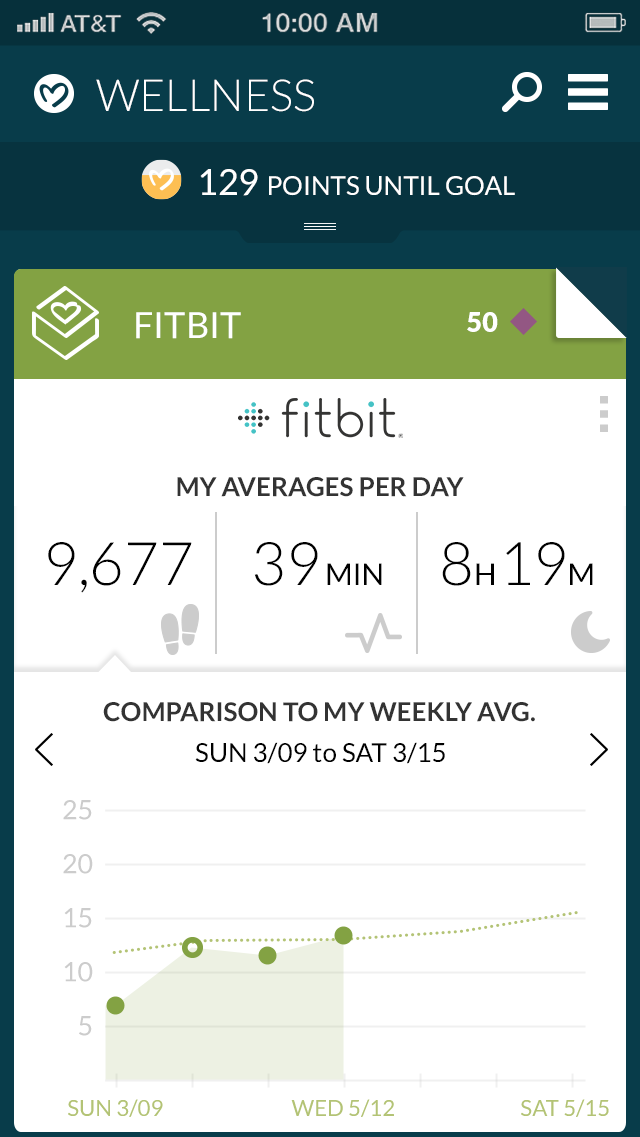 AT&T 10:00 AM
WELLNESS
129 POINTS UNTIL GOAL
FITBIT 50
fitbit
MY AVERAGES PER DAY
9,677 39 MIN 8H 19M
COMPARISON TO MY WEEKLY AVG.
SUN 3/09 to SAT 3/15
25
20
15
10
5
SUN 3/09 WED 5/12 SAT 5/15